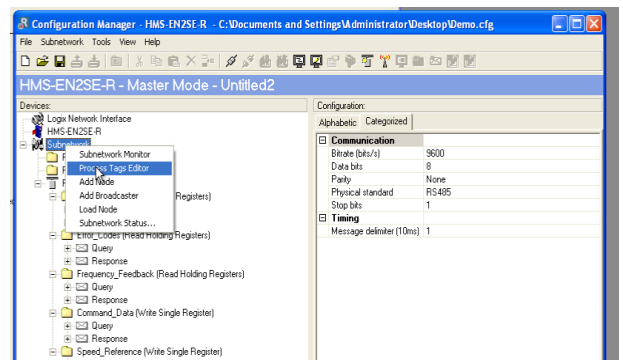 Configuration Manager - HMS-EN2SE-R - C:\Documents and Settings\Administrator\Desktop\Demo.cfg
File Subnetwork Tools View Help
HMS-EN2SE-R - Master Mode - Untitled2
Devices:
Logix Network Interface
HMS-EN2SE-R
Subnetwork
Subnetwork Monitor
Process Tags Editor
Add Node
Add Broadcaster
Load Node
Subnetwork Status...
Registers)
Error_Codes (Read Holding Registers)
Query
Response
Frequency_Feedback (Read Holding Registers)
Query
Response
Command_Data (Write Single Register)
Query
Response
Speed_Reference (Write Single Register)
Configuration:
Alphabetic Categorized
Communication
Bitrate (bits/s) 9600
Data bits 8
Parity None
Physical standard RS485
Stop bits 1
Timing
Message delimiter (10ms) 1